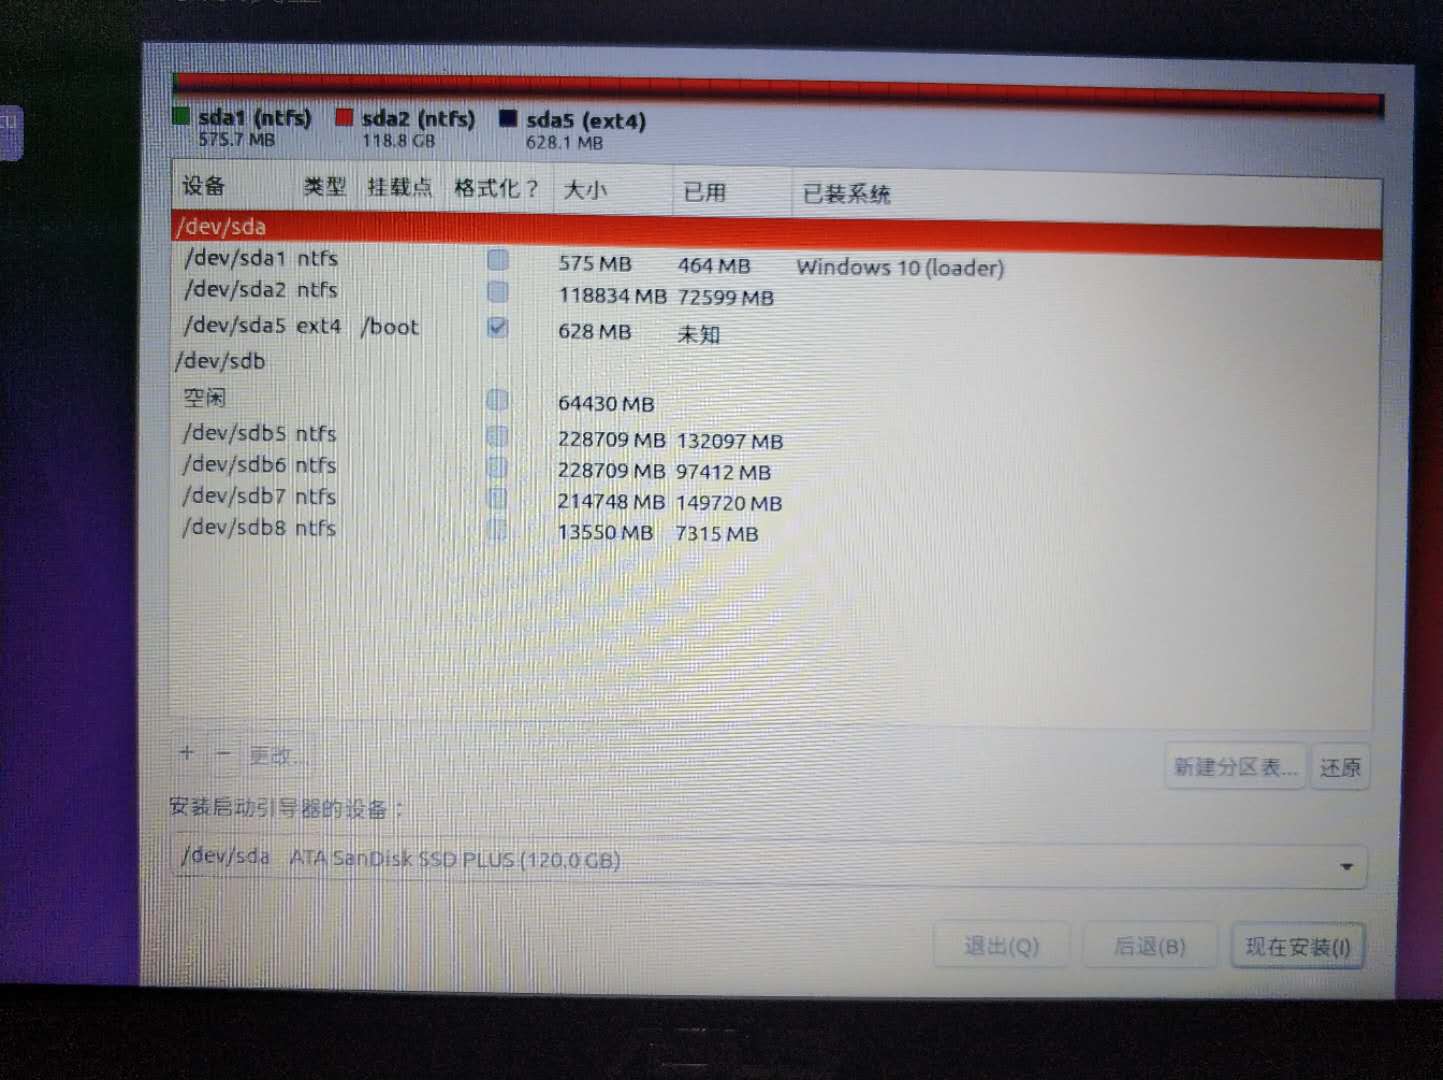 sda1 (ntfs) sda2 (ntfs) sda5 (ext4)
575.7 MB 118.8 GB 628.1 MB
设备 类型 挂载点 格式化？ 大小 已用 已装系统
/dev/sda
/dev/sda1 ntfs 575 MB 464 MB Windows 10 (loader)
/dev/sda2 ntfs 118834 MB 72599 MB
/dev/sda5 ext4 /boot 628 MB 未知
/dev/sdb
空闲 64430 MB
/dev/sdb5 ntfs 228709 MB 132097 MB
/dev/sdb6 ntfs 228709 MB 97412 MB
/dev/sdb7 ntfs 214748 MB 149720 MB
/dev/sdb8 ntfs 13550 MB 7315 MB
+ − 更改... 新建分区表... 还原
安装启动引导器的设备：
/dev/sda ATA SanDisk SSD PLUS (120.0 GB)
退出(Q) 后退(B) 现在安装(I)